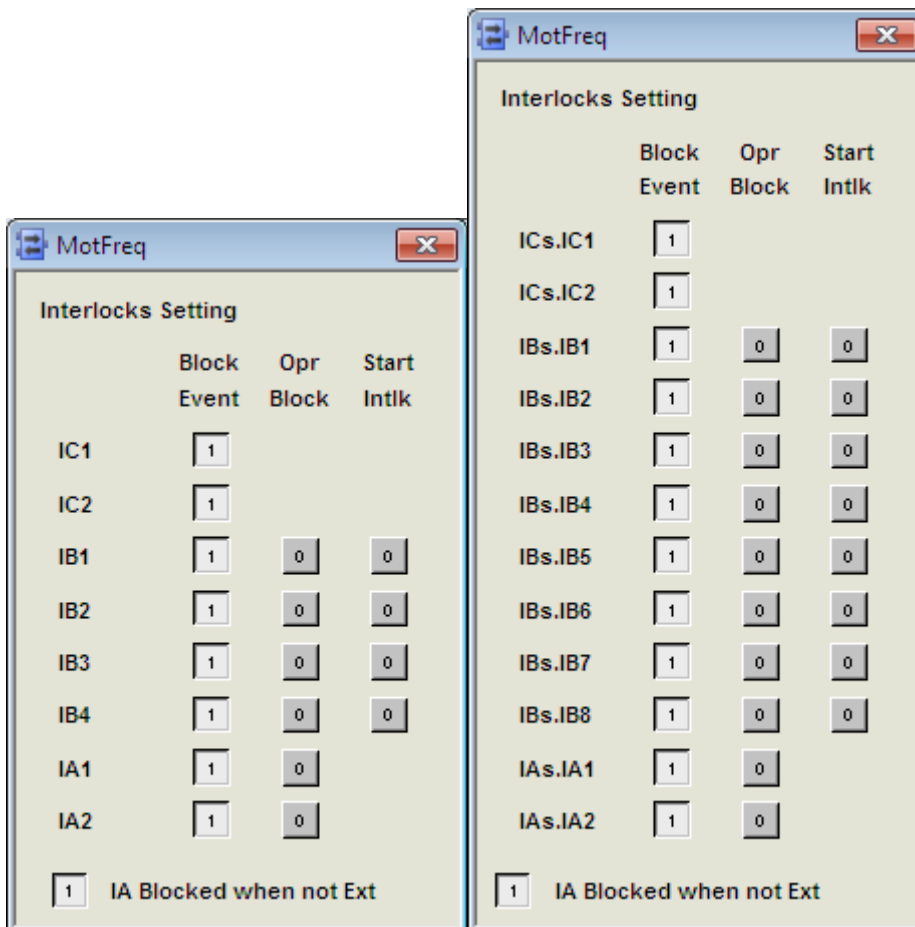 MotFreq
Interlocks Setting
Block Opr Start
Event Block Intlk
IC1 1
IC2 1
IB1 1 0 0
IB2 1 0 0
IB3 1 0 0
IB4 1 0 0
IA1 1 0
IA2 1 0
1 IA Blocked when not Ext
MotFreq
Interlocks Setting
Block Opr Start
Event Block Intlk
ICs.IC1 1
ICs.IC2 1
IBs.IB1 1 0 0
IBs.IB2 1 0 0
IBs.IB3 1 0 0
IBs.IB4 1 0 0
IBs.IB5 1 0 0
IBs.IB6 1 0 0
IBs.IB7 1 0 0
IBs.IB8 1 0 0
IAs.IA1 1 0
IAs.IA2 1 0
1 IA Blocked when not Ext